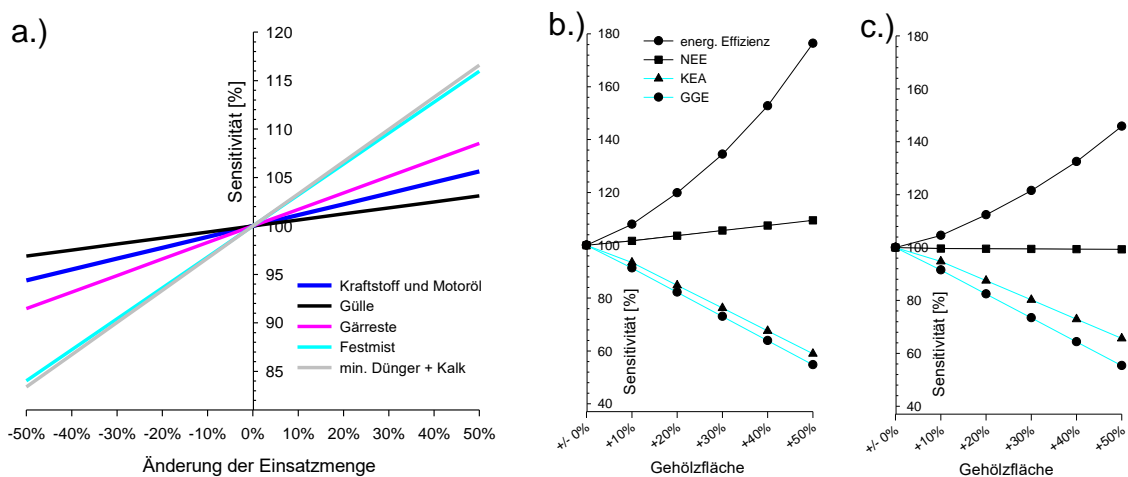 a.)
Sensitivität [%]
120
115
110
105
100
95
90
85
Kraftstoff und Motoröl
Gülle
Gärreste
Festmist
min. Dünger + Kalk
-50% -40% -30% -20% -10% 0% 10% 20% 30% 40% 50%
Änderung der Einsatzmenge
b.)
180
160
140
120
100
80
60
40
Sensitivität [%]
energ. Effizienz
NEE
KEA
GGE
+/- 0% +10% +20% +30% +40% +50%
Gehölzfläche
c.)
180
160
140
120
100
80
60
40
Sensitivität [%]
+/- 0% +10% +20% +30% +40% +50%
Gehölzfläche